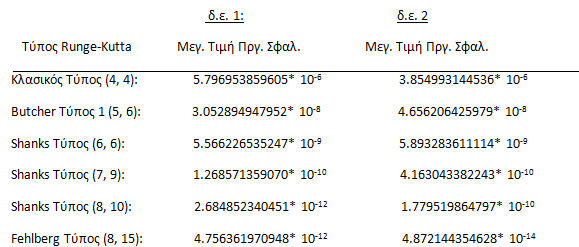 δ.ε. 1: δ.ε. 2
Τύπος Runge-Kutta Μεγ. Τιμή Πργ. Σφαλ. Μεγ. Τιμή Πργ. Σφαλ.
Κλασικός Τύπος (4, 4): 5.796953859605* 10⁻⁶ 3.854993144536* 10⁻⁶
Butcher Τύπος 1 (5, 6): 3.052894947952* 10⁻⁸ 4.656206425979* 10⁻⁸
Shanks Τύπος (6, 6): 5.566226535247* 10⁻⁹ 5.893283611114* 10⁻⁹
Shanks Τύπος (7, 9): 1.268571359070* 10⁻¹⁰ 4.163043382243* 10⁻¹⁰
Shanks Τύπος (8, 10): 2.684852340451* 10⁻¹² 1.779519864797* 10⁻¹⁰
Fehlberg Τύπος (8, 15): 4.756361970948* 10⁻¹² 4.872144354628* 10⁻¹⁴